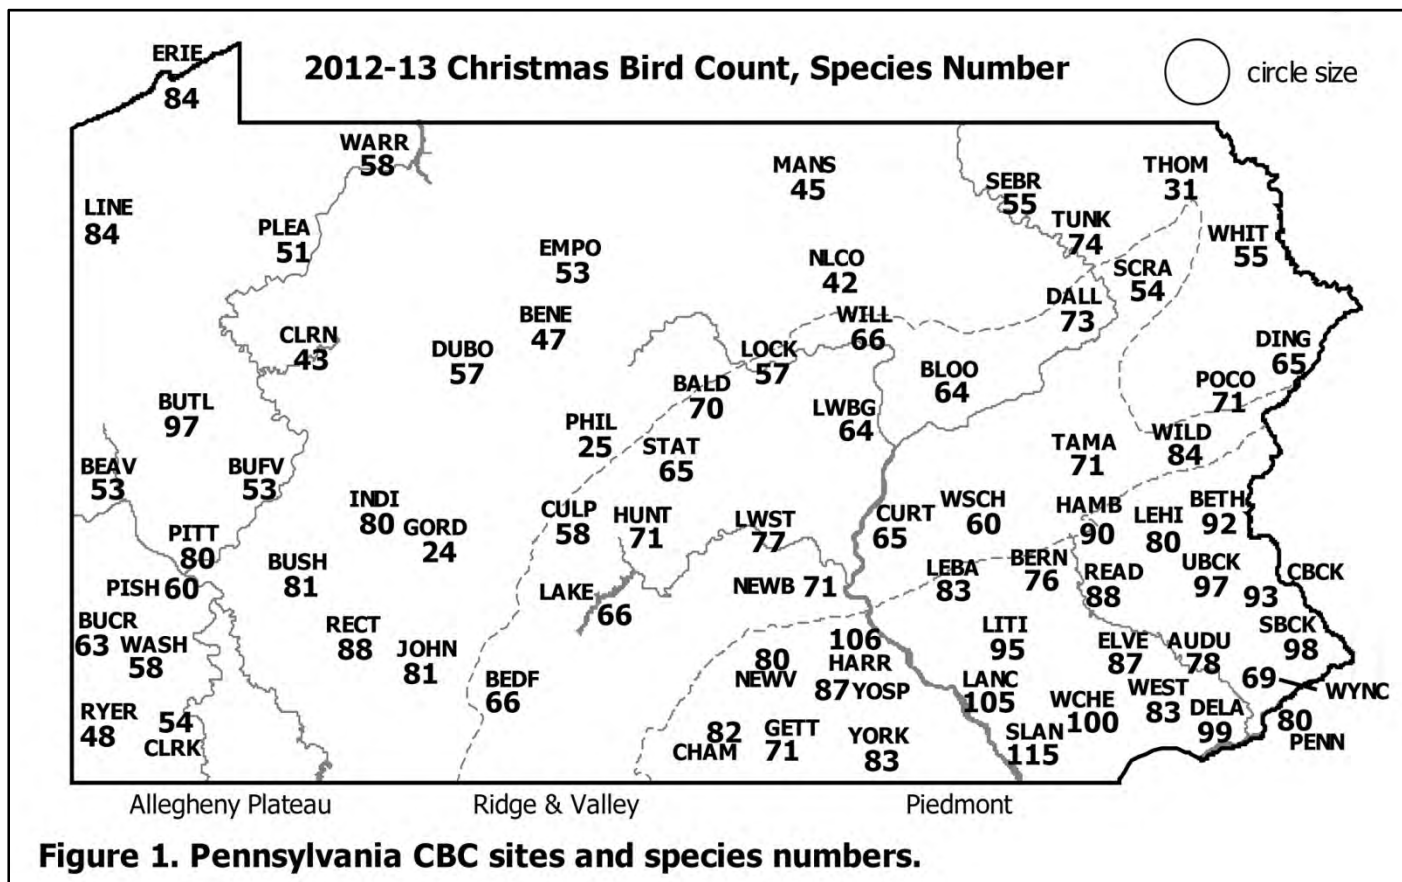 2012-13 Christmas Bird Count, Species Number
circle size
ERIE
84
WARR
58
MANS
45
SEBR
55
THOM
31
LINE
84
PLEA
51
TUNK
74
WHIT
55
EMPO
53
NLCO
42
SCRA
54
DALL
73
BENE
47
WILL
66
CLRN
43
DUBO
57
LOCK
57
DING
65
BLOO
64
POCO
71
BALD
70
BUTL
97
LWBG
64
PHIL
25
STAT
65
TAMA
71
WILD
84
BEAV
53
BUFV
53
INDI
80
GORD
24
CULP
58
HUNT
71
LWST
77
CURT
65
WSCH
60
HAMB
90
LEHI
80
BETH
92
PITT
80
BUSH
81
PISH 60
LAKE
66
NEWB 71
LEBA
83
BERN
76
READ
88
UBCK
97
CBCK
93
BUCR
63
WASH
58
RECT
88
JOHN
81
BEDF
66
80
NEWV
106
HARR
87 YOSP
LITI
95
ELVE
87
AUDU
78
SBCK
98
RYER
48
54
CLRK
82
CHAM
GETT
71
YORK
83
LANC
105
SLAN
115
WCHE
100
WEST
83
DELA
99
69 WYNC
80
PENN
Allegheny Plateau Ridge & Valley Piedmont
Figure 1. Pennsylvania CBC sites and species numbers.